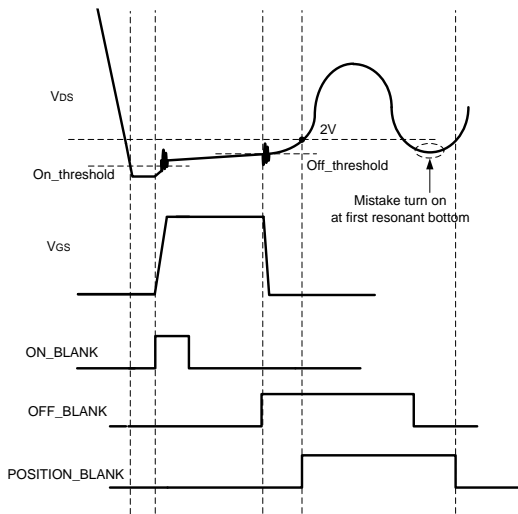 VDS
2V
On_threshold
Off_threshold
Mistake turn on
at first resonant bottom
VGS
ON_BLANK
OFF_BLANK
POSITION_BLANK